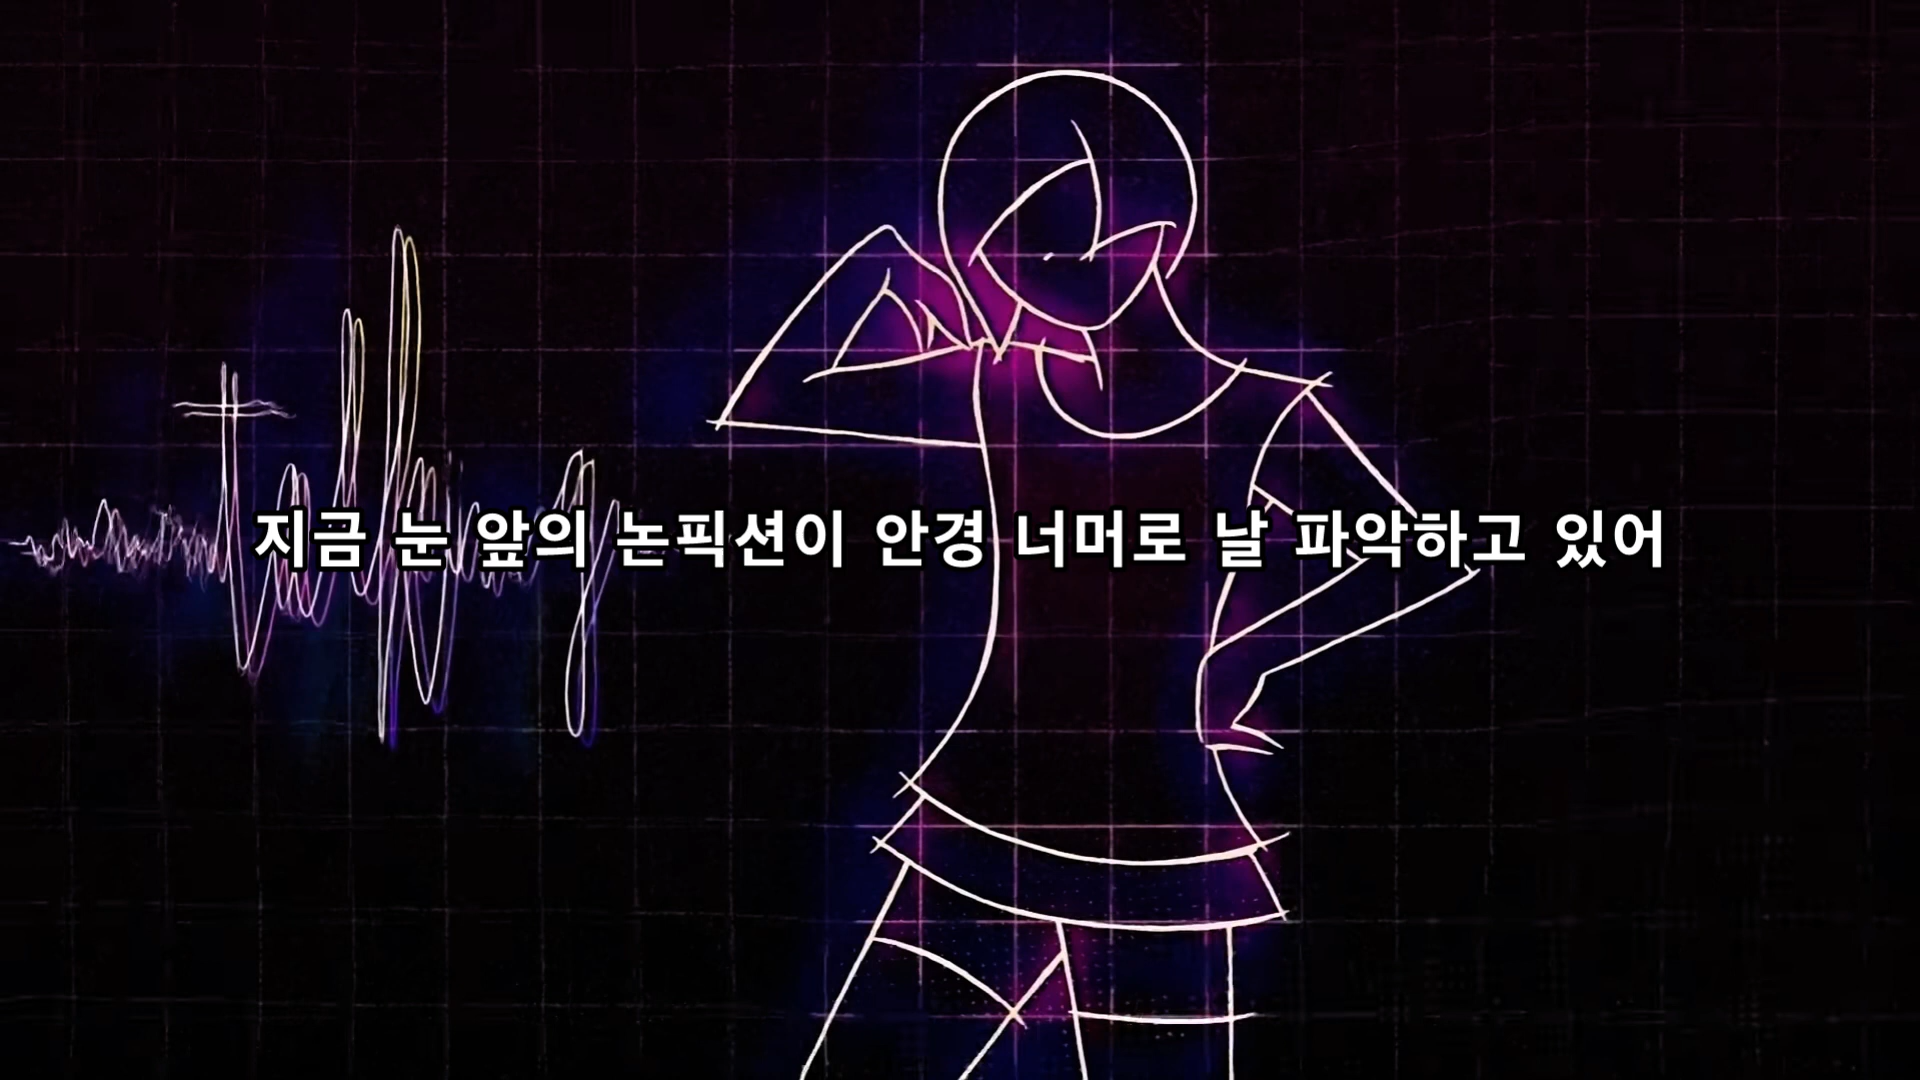 talking
지금 눈 앞의 논픽션이 안경 너머로 날 파악하고 있어